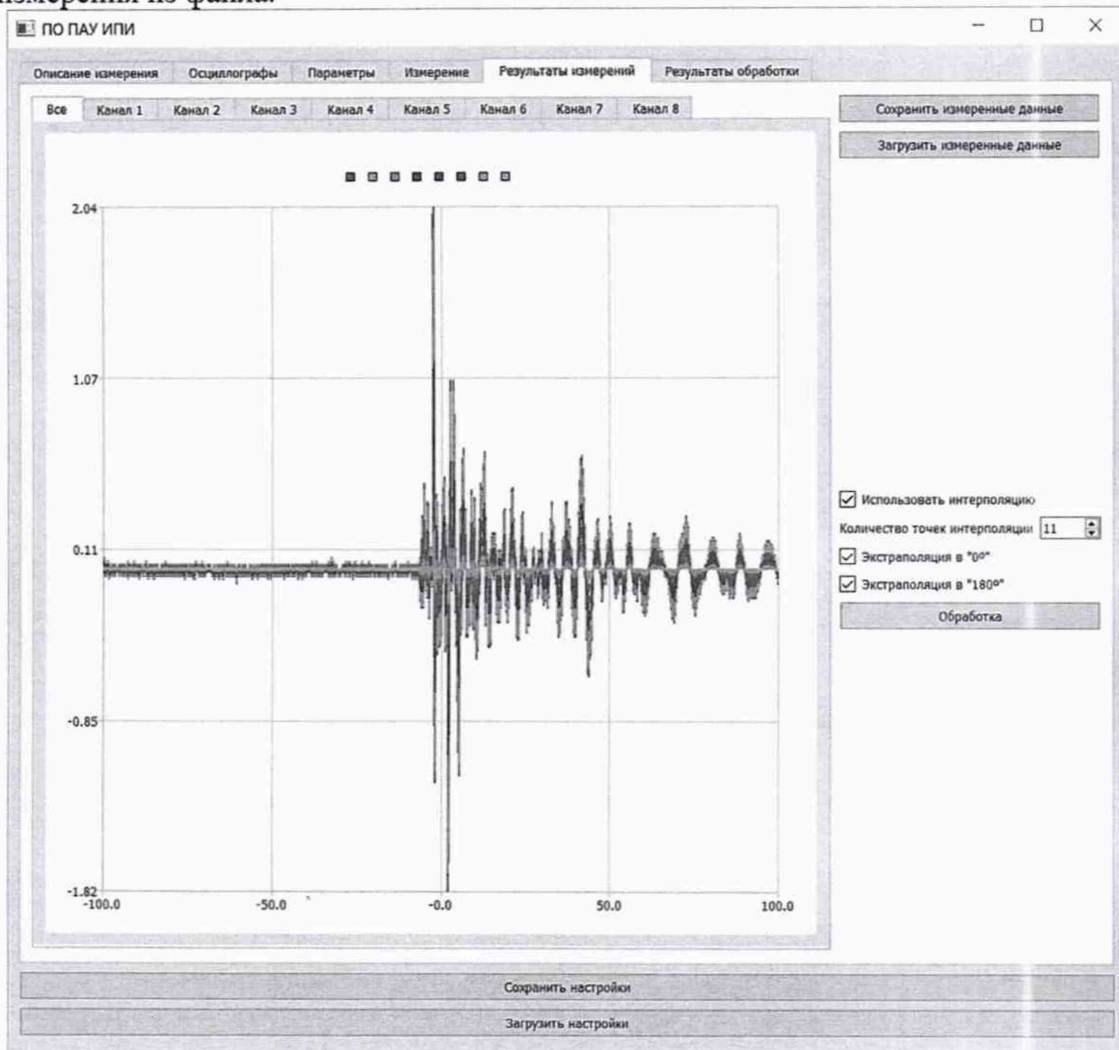 измерения из файла.
ПО ПАУ ИПИ
Описание измерения Осциллографы Параметры Измерение Результаты измерений Результаты обработки
Все Канал 1 Канал 2 Канал 3 Канал 4 Канал 5 Канал 6 Канал 7 Канал 8
Сохранить измеренные данные
Загрузить измеренные данные
2.04
1.07
0.11
-0.85
-1.82
-100.0 -50.0 -0.0 50.0 100.0
Использовать интерполяцию
Количество точек интерполяции 11
Экстраполяция в "0º"
Экстраполяция в "180º"
Обработка
Сохранить настройки
Загрузить настройки